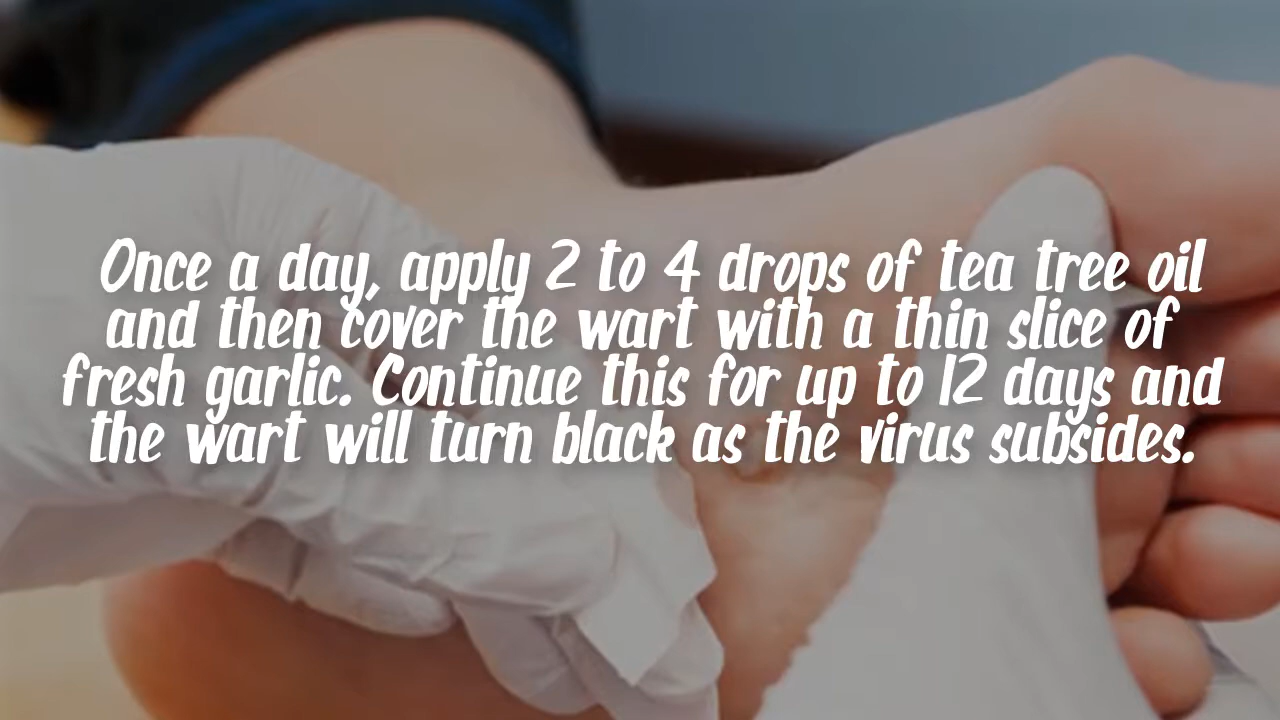 Once a day, apply 2 to 4 drops of tea tree oil
and then cover the wart with a thin slice of
fresh garlic. Continue this for up to 12 days and
the wart will turn black as the virus subsides.